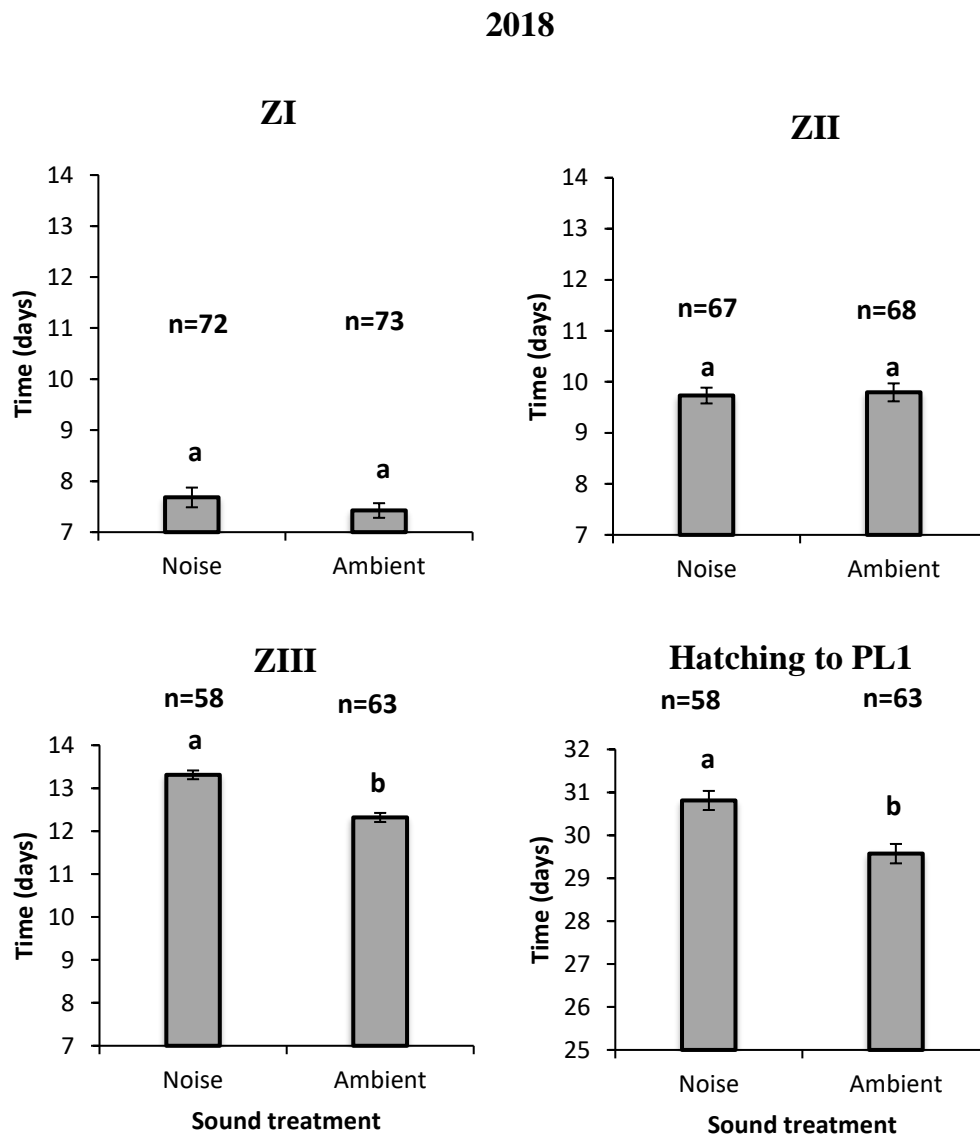 2018
ZI
14
13
12
11
10
9
8
7
Time (days)
n=72
n=73
a
a
Noise
Ambient
ZII
14
13
12
11
10
9
8
7
Time (days)
n=67
n=68
a
a
Noise
Ambient
ZIII
n=58
n=63
14
13
12
11
10
9
8
7
Time (days)
a
b
Noise
Ambient
Sound treatment
Hatching to PL1
n=58
n=63
32
31
30
29
28
27
26
25
Time (days)
a
b
Noise
Ambient
Sound treatment